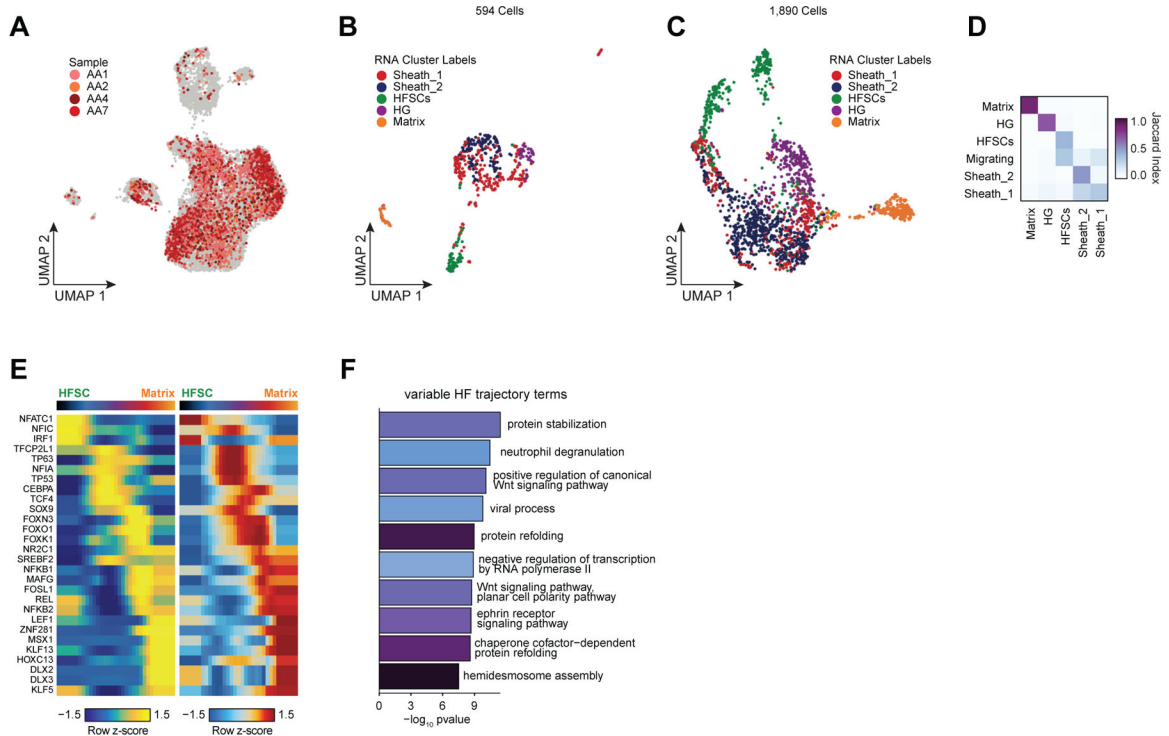 594 Cells
1,890 Cells
A
B
C
D
Sample
AA1
AA2
AA4
AA7
UMAP 2
UMAP 1
RNA Cluster Labels
Sheath_1
Sheath_2
HFSCs
HG
Matrix
UMAP 2
UMAP 1
RNA Cluster Labels
Sheath_1
Sheath_2
HFSCs
HG
Matrix
UMAP 2
UMAP 1
Matrix
HG
HFSCs
Migrating
Sheath_2
Sheath_1
Matrix
HG
HFSCs
Sheath_2
Sheath_1
1.0
0.5
0.0
Jaccard Index
E
HFSC
Matrix
HFSC
Matrix
NFATC1
NFIC
IRF1
TFCP2L1
TP63
NFIA
TP53
CEBPA
TCF4
SOX9
FOXN3
FOXO1
FOXK1
NR2C1
SREBF2
NFKB1
MAFG
FOSL1
REL
NFKB2
LEF1
ZNF281
MSX1
KLF13
HOXC13
DLX2
DLX3
KLF5
−1.5
1.5
Row z-score
−1.5
1.5
Row z-score
F
variable HF trajectory terms
protein stabilization
neutrophil degranulation
positive regulation of canonical
Wnt signaling pathway
viral process
protein refolding
negative regulation of transcription
by RNA polymerase II
Wnt signaling pathway,
planar cell polarity pathway
ephrin receptor
signaling pathway
chaperone cofactor−dependent
protein refolding
hemidesmosome assembly
0
3
6
9
−log10 pvalue